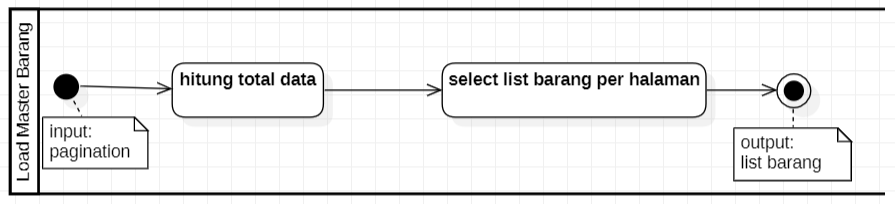 Load Master Barang
input:
pagination
hitung total data
select list barang per halaman
output:
list barang